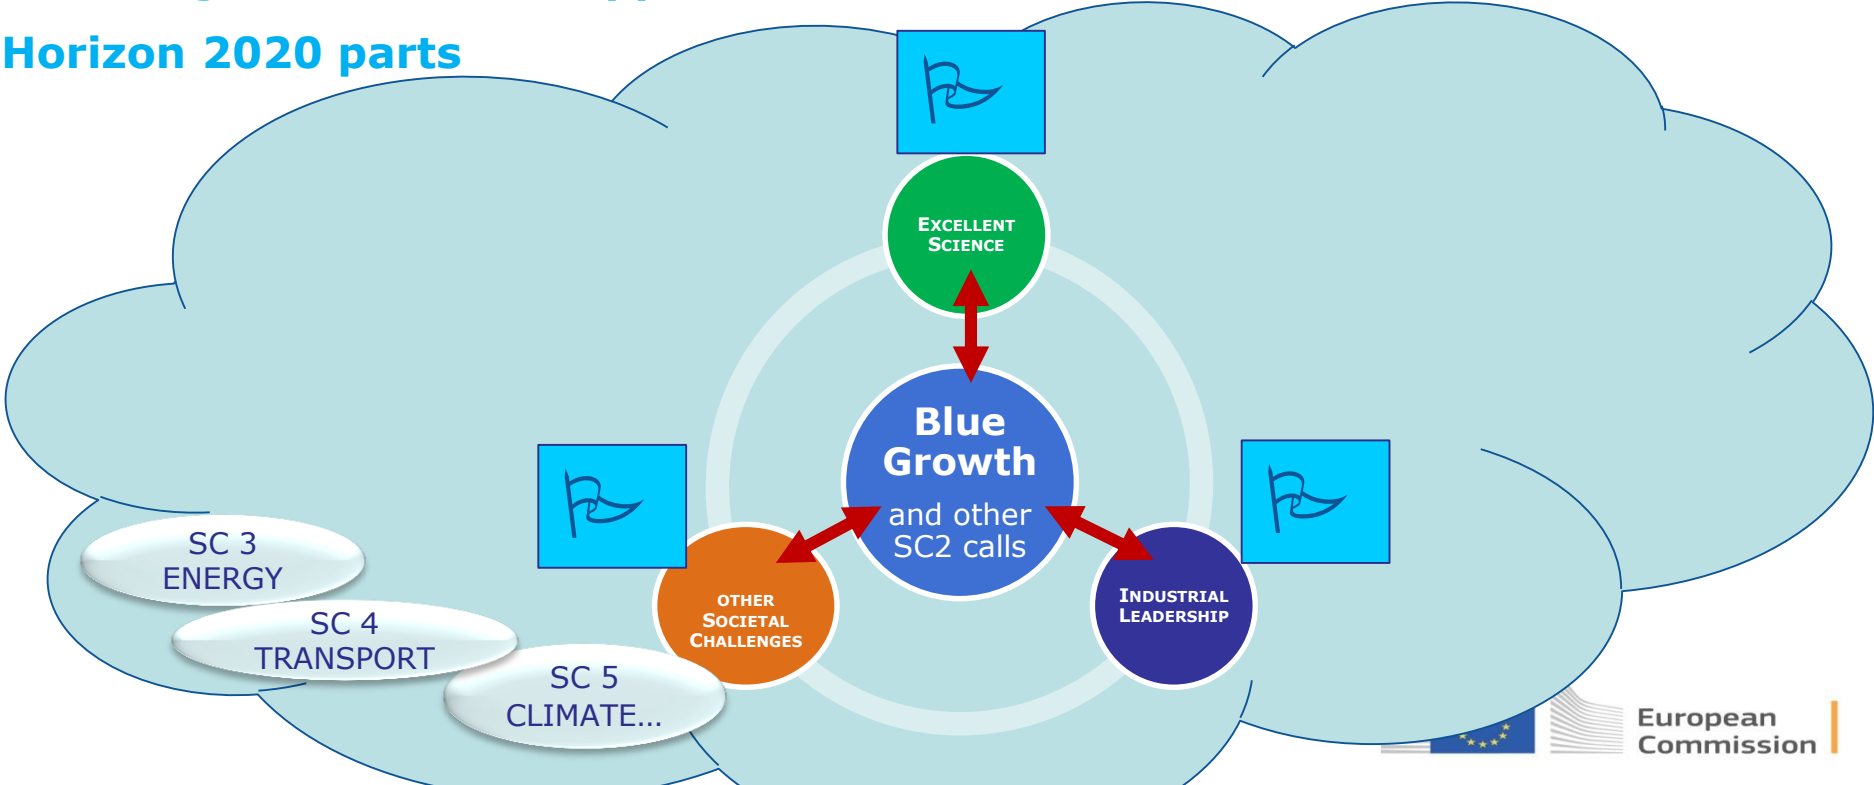 Horizon 2020 parts
EXCELLENT
SCIENCE
Blue
Growth
and other
SC2 calls
SC 3
ENERGY
SC 4
TRANSPORT
SC 5
CLIMATE...
OTHER
SOCIETAL
CHALLENGES
INDUSTRIAL
LEADERSHIP
European
Commission